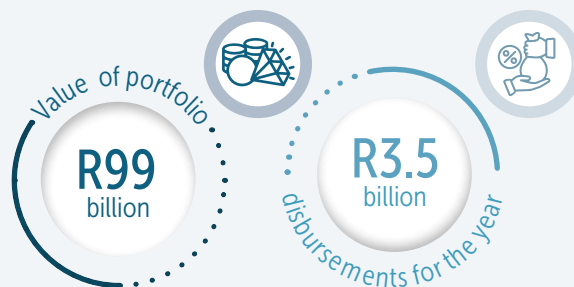 Value of portfolio
R99
billion
%
R3.5
billion
disbursements for the year